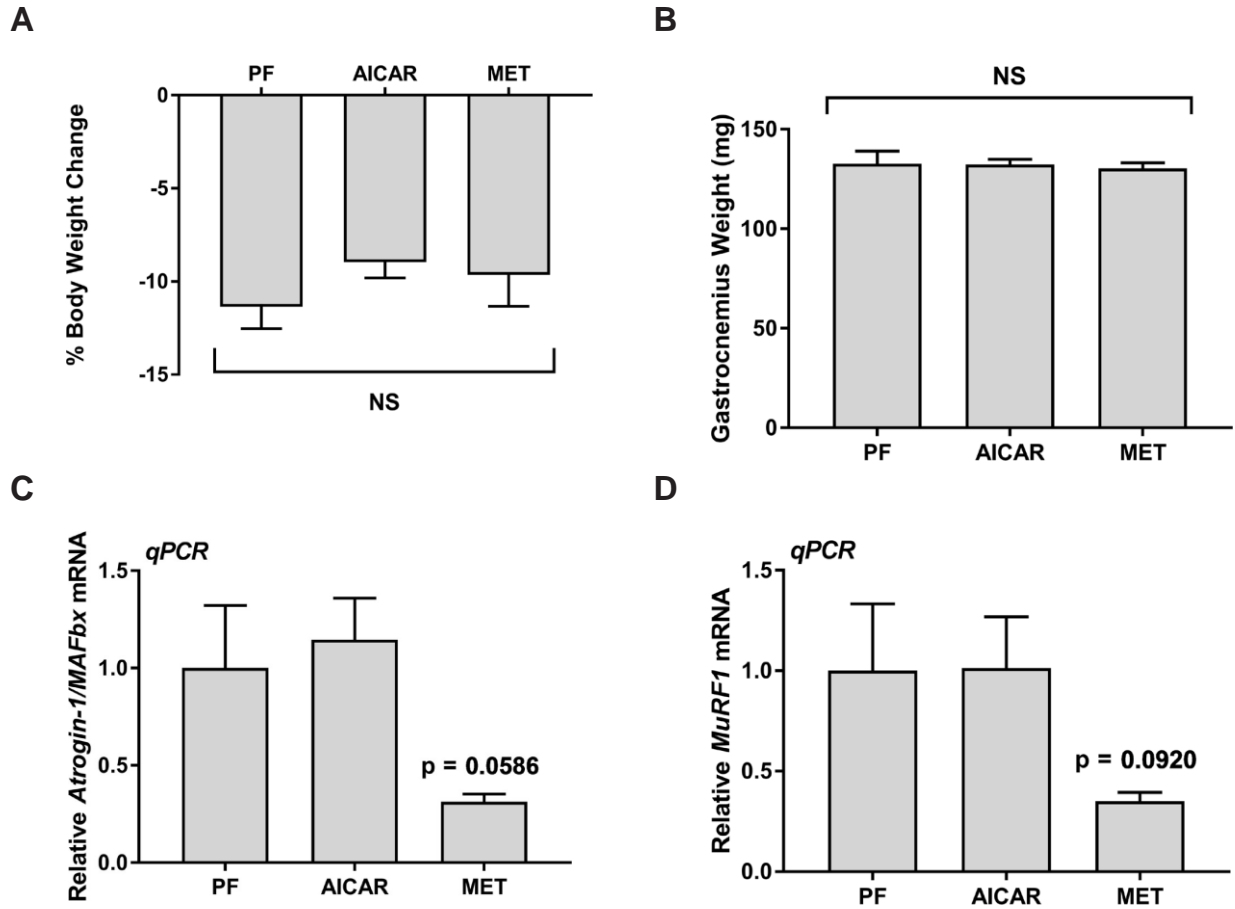 A
PF AICAR MET
0
-5
-10
-15
% Body Weight Change
NS
B
NS
150
100
50
0
Gastrocnemius Weight (mg)
PF AICAR MET
C
qPCR
1.5
1.0
0.5
0.0
Relative Atrogin-1/MAFbx mRNA
p = 0.0586
PF AICAR MET
D
qPCR
1.5
1.0
0.5
0.0
Relative MuRF1 mRNA
p = 0.0920
PF AICAR MET